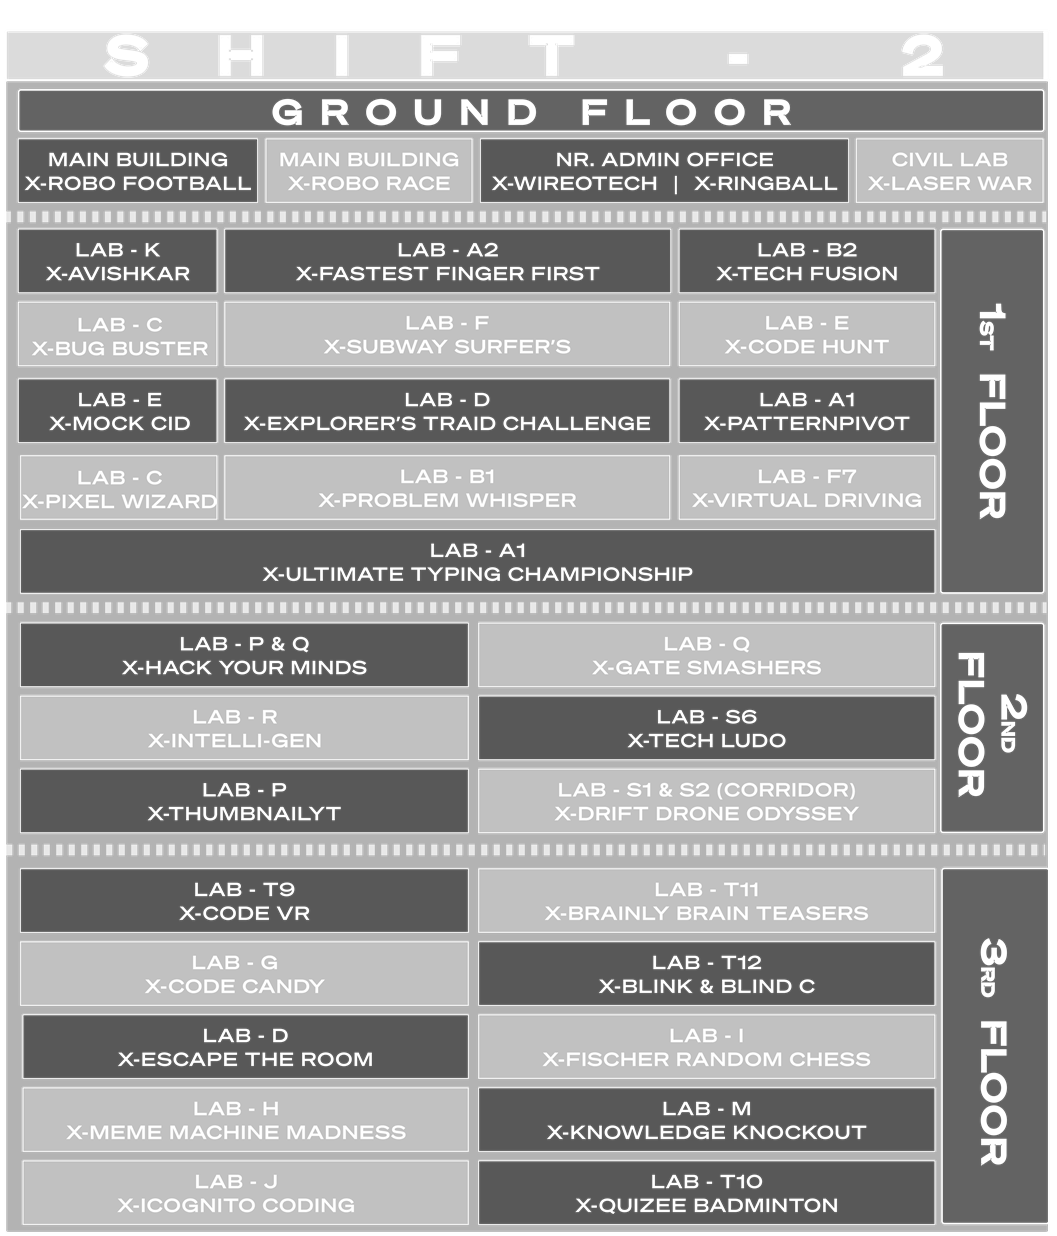 SHIFT - 2
GROUND FLOOR
MAIN BUILDING
X-ROBO FOOTBALL
MAIN BUILDING
X-ROBO RACE
NR. ADMIN OFFICE
X-WIREOTECH | X-RINGBALL
CIVIL LAB
X-LASER WAR
1ST FLOOR
LAB - K
X-AVISHKAR
LAB - A2
X-FASTEST FINGER FIRST
LAB - B2
X-TECH FUSION
LAB - C
X-BUG BUSTER
LAB - F
X-SUBWAY SURFER'S
LAB - E
X-CODE HUNT
LAB - E
X-MOCK CID
LAB - D
X-EXPLORER'S TRAID CHALLENGE
LAB - A1
X-PATTERNPIVOT
LAB - C
X-PIXEL WIZARD
LAB - B1
X-PROBLEM WHISPER
LAB - F7
X-VIRTUAL DRIVING
LAB - A1
X-ULTIMATE TYPING CHAMPIONSHIP
2ND
FLOOR
LAB - P & Q
X-HACK YOUR MINDS
LAB - Q
X-GATE SMASHERS
LAB - R
X-INTELLI-GEN
LAB - S6
X-TECH LUDO
LAB - P
X-THUMBNAILYT
LAB - S1 & S2 (CORRIDOR)
X-DRIFT DRONE ODYSSEY
3RD FLOOR
LAB - T9
X-CODE VR
LAB - T11
X-BRAINLY BRAIN TEASERS
LAB - G
X-CODE CANDY
LAB - T12
X-BLINK & BLIND C
LAB - D
X-ESCAPE THE ROOM
LAB - I
X-FISCHER RANDOM CHESS
LAB - H
X-MEME MACHINE MADNESS
LAB - M
X-KNOWLEDGE KNOCKOUT
LAB - J
X-ICOGNITO CODING
LAB - T10
X-QUIZEE BADMINTON